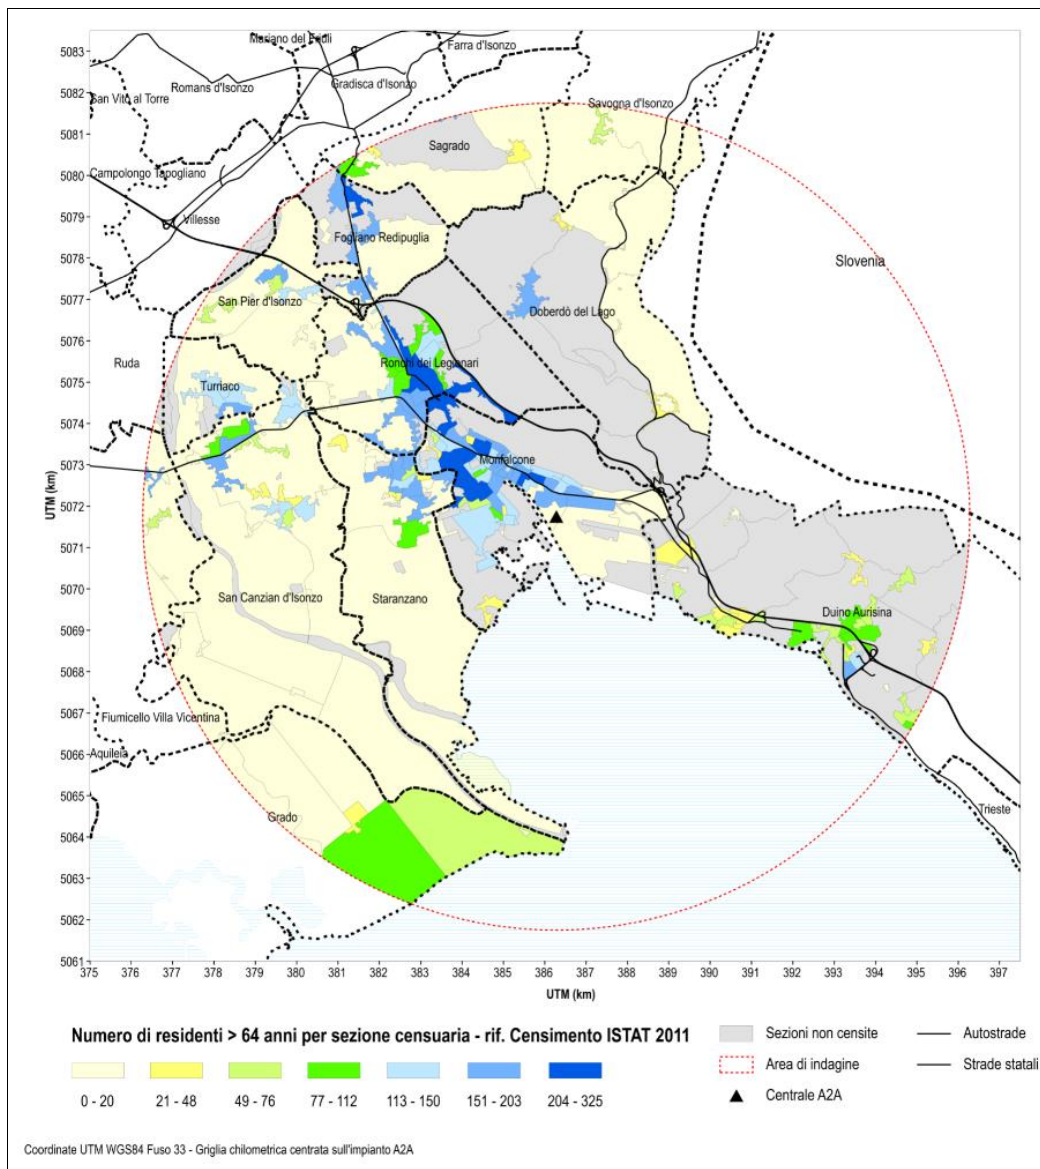 Mariano del Friuli
Farra d'Isonzo
Gradisca d'Isonzo
Romans d'Isonzo
San Vito al Torre
Savogna d'Isonzo
Sagrado
Campolongo Tapogliano
Villesse
Fogliano Redipuglia
Slovenia
San Pier d'Isonzo
Doberdò del Lago
Ruda
Ronchi dei Legionari
Turriaco
Monfalcone
San Canzian d'Isonzo
Staranzano
Duino Aurisina
Fiumicello Villa Vicentina
Aquileia
Grado
Trieste
5083
5082
5081
5080
5079
5078
5077
5076
5075
5074
5073
5072
5071
5070
5069
5068
5067
5066
5065
5064
5063
5062
5061
UTM (km)
375 376 377 378 379 380 381 382 383 384 385 386 387 388 389 390 391 392 393 394 395 396 397
UTM (km)
Numero di residenti > 64 anni per sezione censuaria - rif. Censimento ISTAT 2011
0 - 20 21 - 48 49 - 76 77 - 112 113 - 150 151 - 203 204 - 325
Sezioni non censite
Autostrade
Area di indagine
Strade statali
Centrale A2A
Coordinate UTM WGS84 Fuso 33 - Griglia chilometrica centrata sull'impianto A2A